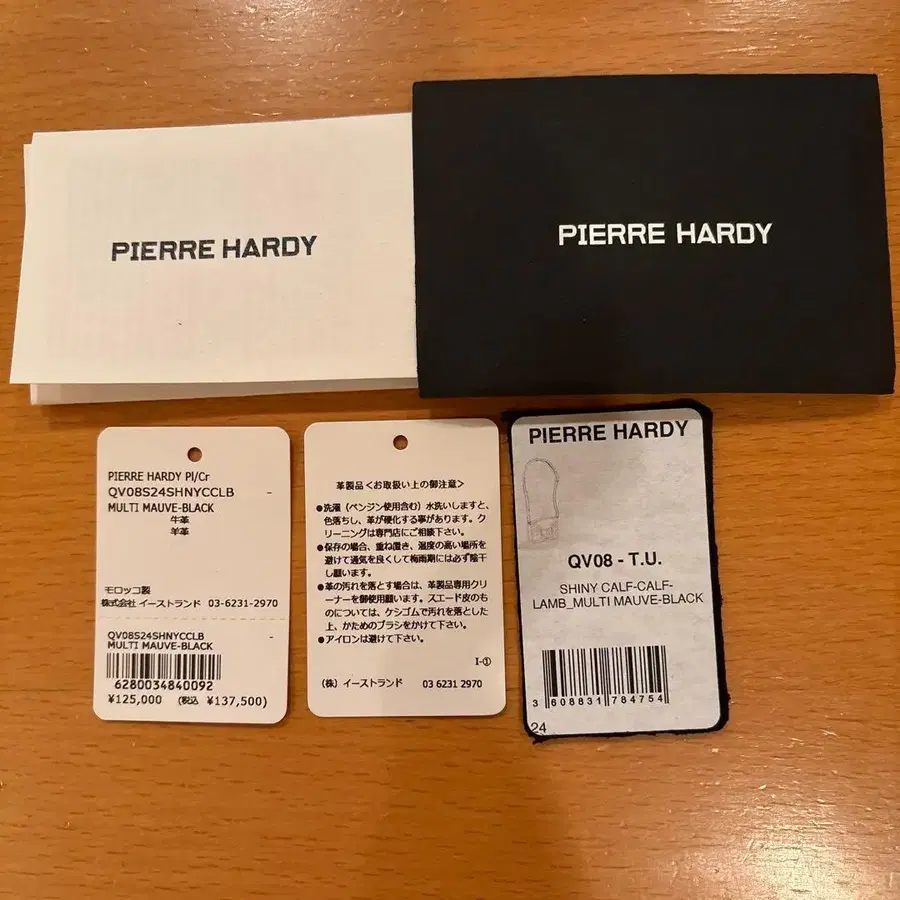 PIERRE HARDY
PIERRE HARDY
PIERRE HARDY Pl/Cr
QV08S24SHNYCCLB -
MULTI MAUVE-BLACK
牛革
羊革
モロッコ製
株式会社 イーストランド 03-6231-2970
QV08S24SHNYCCLB -
MULTI MAUVE-BLACK
6280034840092
¥125,000 (税込 ¥137,500)
革製品<お取扱い上の御注意>
●洗濯(ベンジン使用含む)水洗いしますと、
色落ちし、革が硬化する事があります。ク
リーニングは専門店にご相談下さい。
●保存の場合、重ね置き、湿度の高い場所を
避けて通気を良くして梅雨期には必ず陰干
し願います。
●革の汚れを落とす場合は、革製品専用クリ
ーナーを御使用願います。スエード皮のも
のについては、ケシゴムで汚れを落とした
上、かためのブラシをかけて下さい。
●アイロンは避けて下さい。
I-①
(株) イーストランド 03 6231 2970
PIERRE HARDY
QV08 - T.U.
SHINY CALF-CALF-
LAMB_MULTI MAUVE-BLACK
3 608831 784754
24